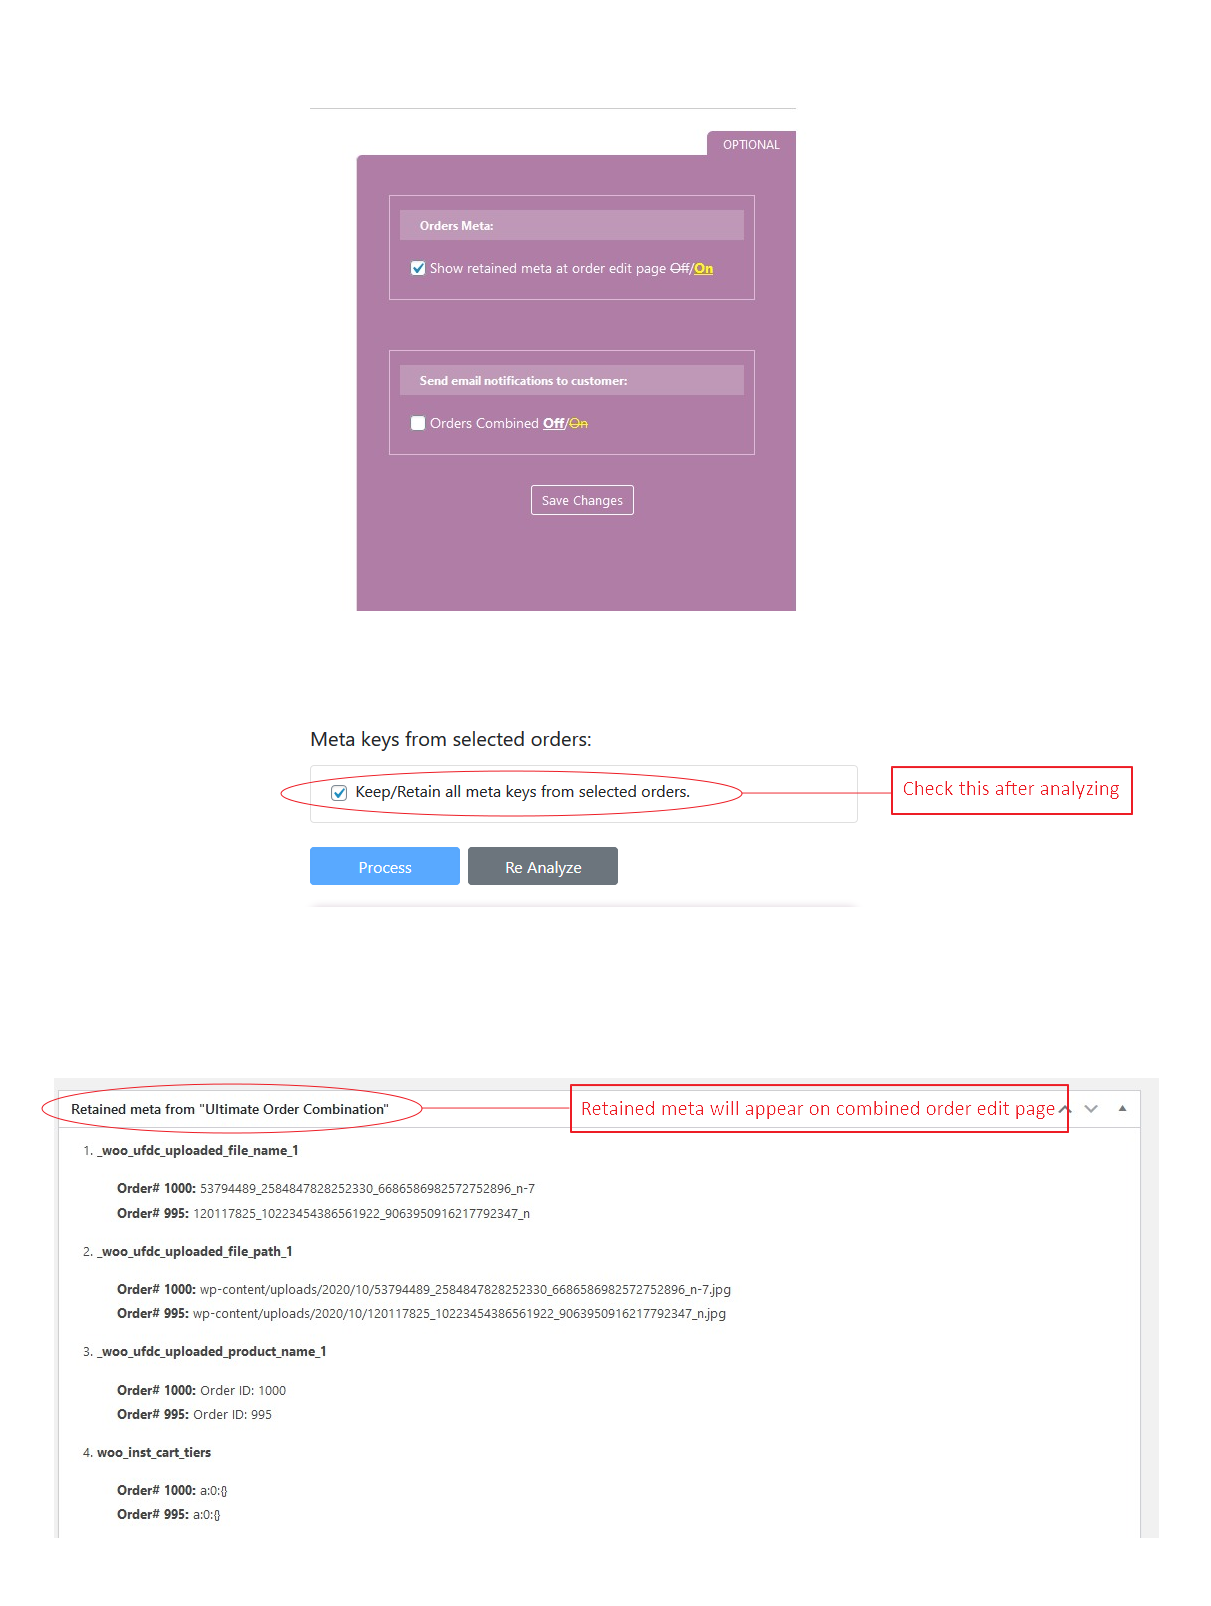 OPTIONAL
Orders Meta:
Show retained meta at order edit page Off/On
Send email notifications to customer:
Orders Combined Off/On
Save Changes
Meta keys from selected orders:
Keep/Retain all meta keys from selected orders.
Check this after analyzing
Process
Re Analyze
Retained meta from "Ultimate Order Combination"
Retained meta will appear on combined order edit page
1. _woo_ufdc_uploaded_file_name_1
Order# 1000: 53794489_2584847828252330_6686586982572752896_n-7
Order# 995: 120117825_10223454386561922_9063950916217792347_n
2. _woo_ufdc_uploaded_file_path_1
Order# 1000: wp-content/uploads/2020/10/53794489_2584847828252330_6686586982572752896_n-7.jpg
Order# 995: wp-content/uploads/2020/10/120117825_10223454386561922_9063950916217792347_n.jpg
3. _woo_ufdc_uploaded_product_name_1
Order# 1000: Order ID: 1000
Order# 995: Order ID: 995
4. woo_inst_cart_tiers
Order# 1000: a:0:{}
Order# 995: a:0:{}